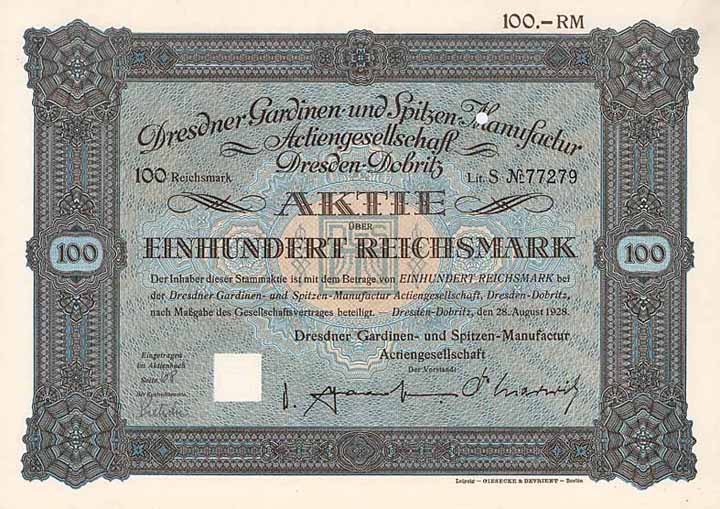 100.–RM
Dresdner Gardinen- und Spitzen-Manufactur
Actiengesellschaft
Dresden-Dobritz
100 Reichsmark
Lit. S № 77279
AKTIE
ÜBER
EINHUNDERT REICHSMARK
100
100
Der Inhaber dieser Stammaktie ist mit dem Betrage von EINHUNDERT REICHSMARK bei
der Dresdner Gardinen- und Spitzen-Manufactur Actiengesellschaft, Dresden-Dobritz,
nach Maßgabe des Gesellschaftsvertrages beteiligt. Dresden-Dobritz, den 28. August 1928.
Dresdner Gardinen- und Spitzen-Manufactur
Actiengesellschaft
Der Vorstand:
Eingetragen
im Aktienbuch
Seite
Leipzig – GIESECKE & DEVRIENT – Berlin